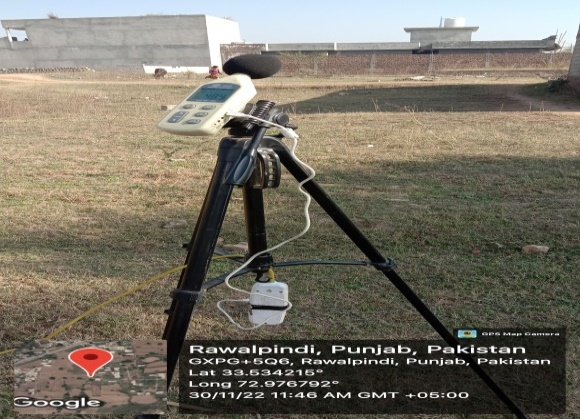 GPS Map Camera
Rawalpindi, Punjab, Pakistan
GXPG+5Q6, Rawalpindi, Punjab, Pakistan
Lat 33.534215°
Long 72.976792°
30/11/22 11:46 AM GMT +05:00
Google